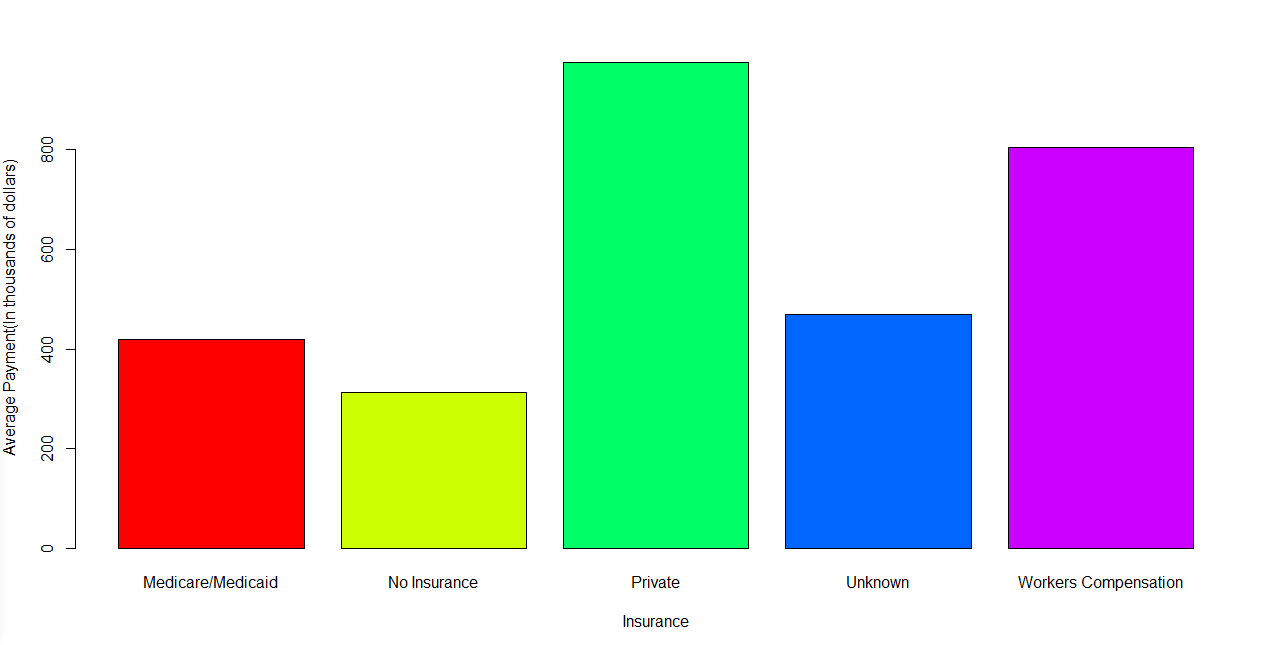 Average Payment(In thousands of dollars)
800
600
400
200
0
Medicare/Medicaid No Insurance Private Unknown Workers Compensation
Insurance